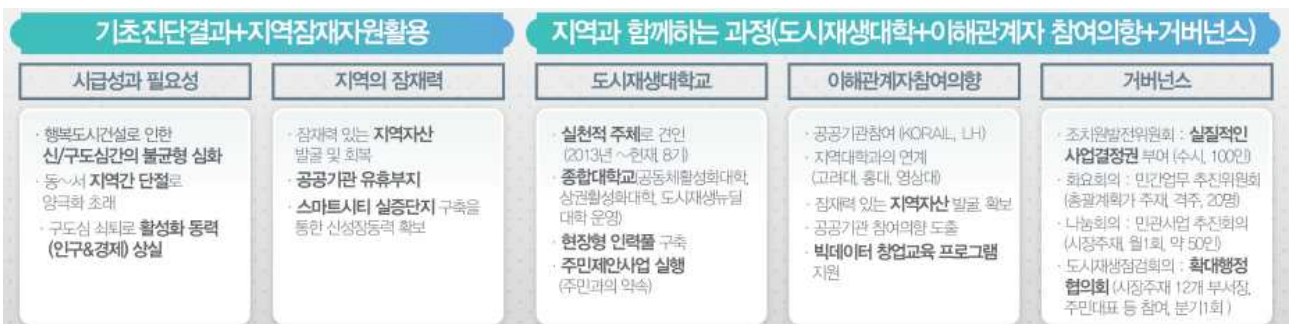 기초진단결과+지역잠재자원활용
지역과 함께하는 과정(도시재생대학+이해관계자 참여의향+거버넌스)
시급성과 필요성
· 행복도시건설로 인한
신/구도심간의 불균형 심화
· 동~서 지역간 단절로
양극화 초래
· 구도심 쇠퇴로 활성화 동력
(인구&경제) 상실
지역의 잠재력
· 잠재력 있는 지역자산
발굴 및 회복
· 공공기관 유휴부지
· 스마트시티 실증단지 구축을
통한 신성장동력 확보
도시재생대학교
· 실천적 주체로 견인
(2013년 ~현재, 8기)
· 종합대학교(공동체활성화대학,
상권활성화대학, 도시재생뉴딜
대학 운영)
· 현장형 인력풀 구축
· 주민제안사업 실행
(주민과의 약속)
이해관계자참여의향
· 공공기관참여 (KORAIL, LH)
· 지역대학과의 연계
(고려대, 홍대, 영상대)
· 잠재력 있는 지역자산 발굴, 확보
· 공공기관 참여의향 도출
· 빅데이터 창업교육 프로그램
지원
거버넌스
· 조치원발전위원회 : 실질적인
사업결정권 부여 (수시, 100인)
· 화요회의 : 민간업무 추진위원회
(총괄계획가 주재, 격주, 20명)
· 나눔회의 : 민관사업 추진회의
(시장주재, 월1회, 약 50인)
· 도시재생점검회의 : 확대행정
협의회 (시장주재 12개 부서장,
주민대표 등 참여, 분기1회 )